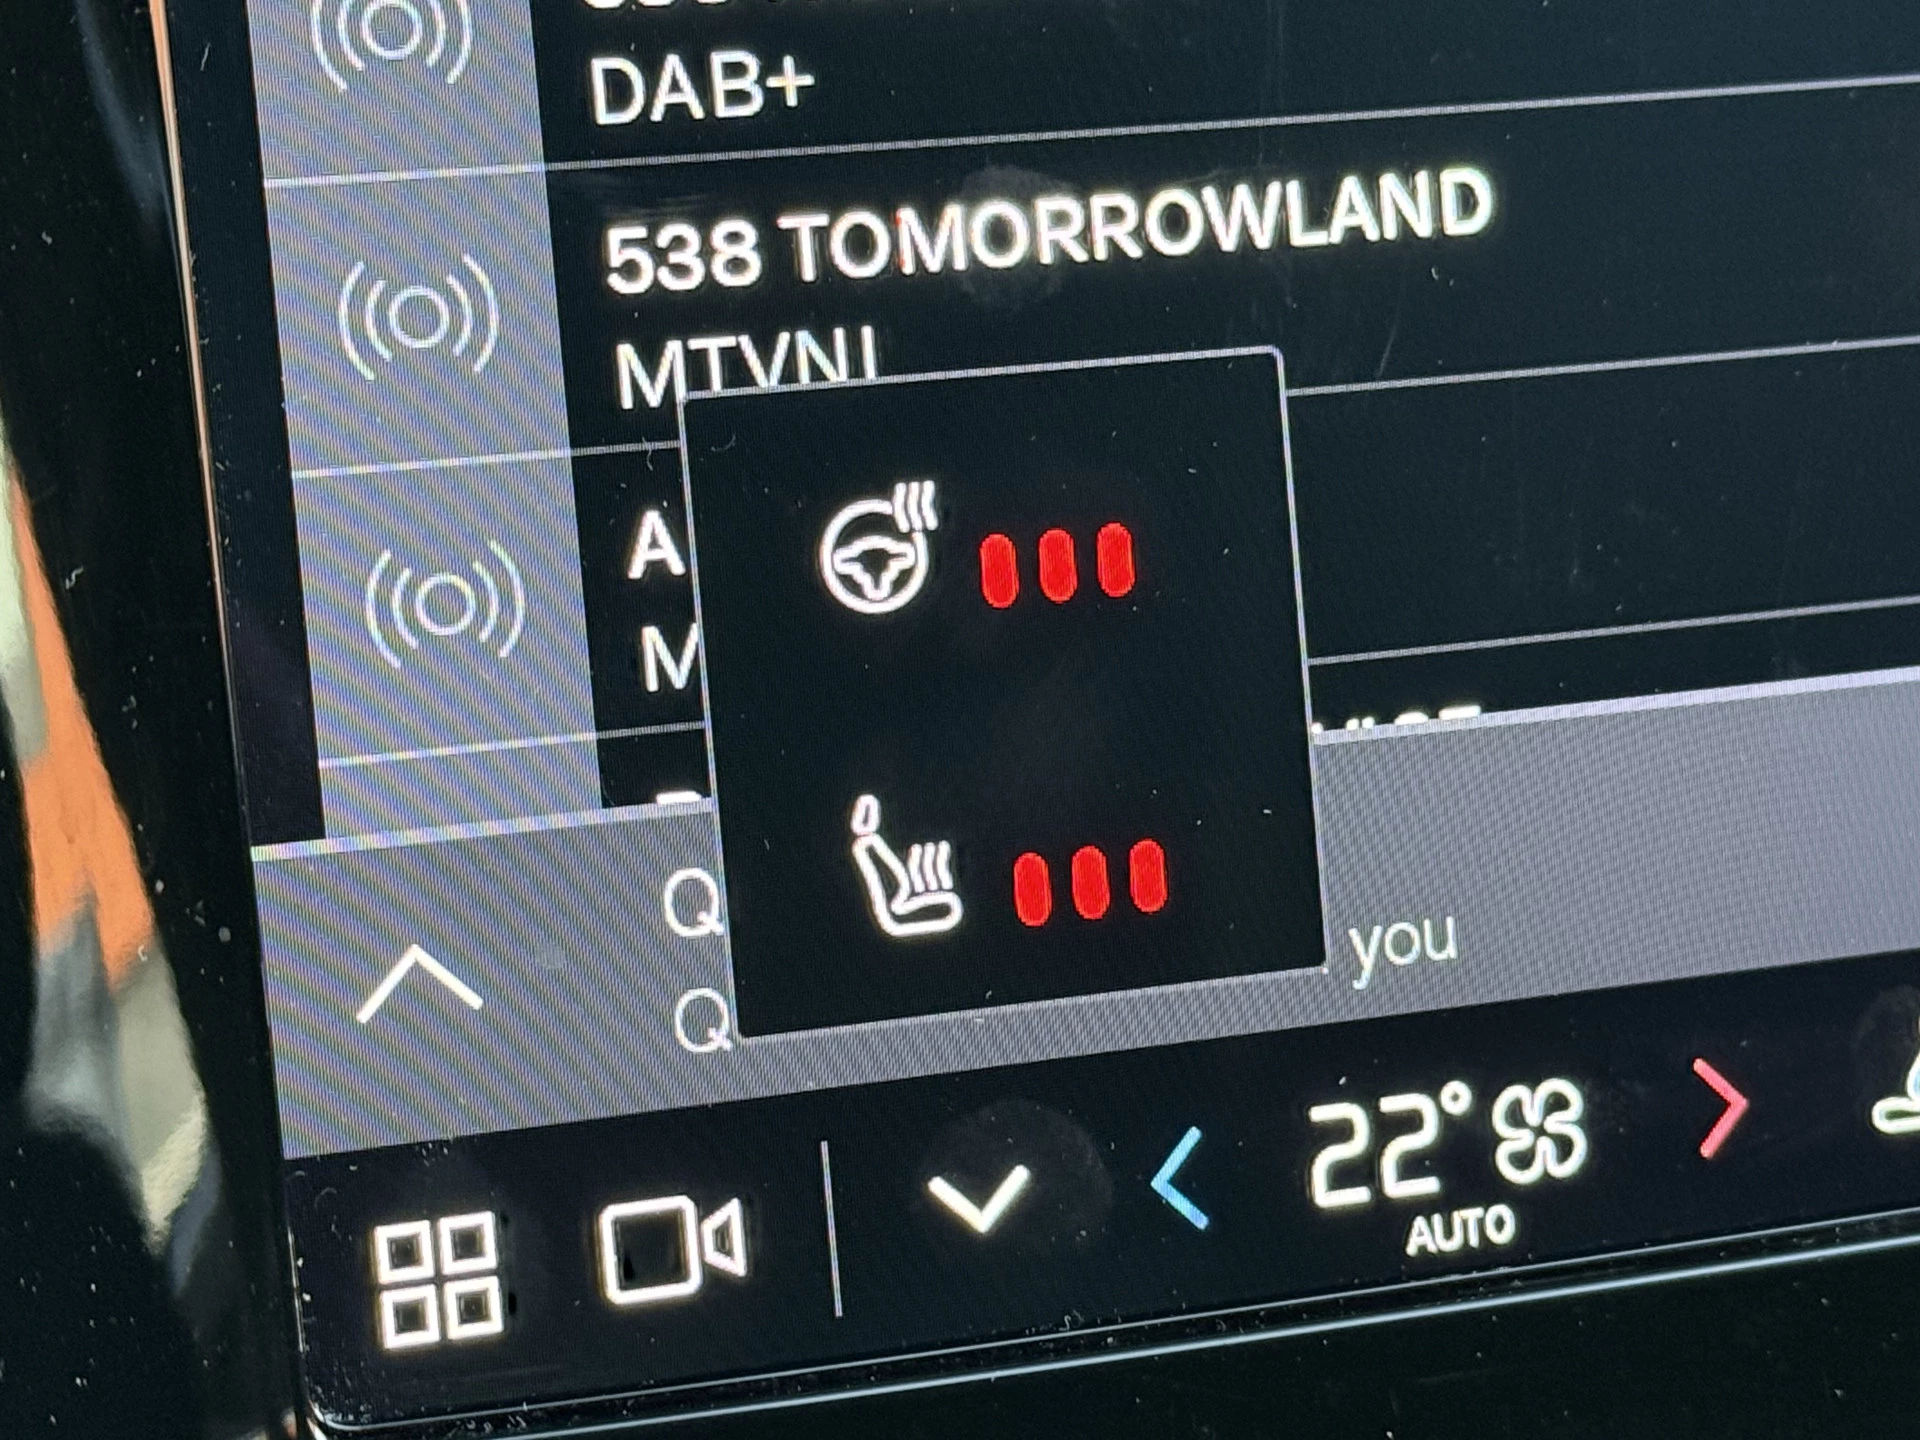 DAB+
538 TOMORROWLAND
MTVNL
A
M
Q
you
Q
22°
AUTO